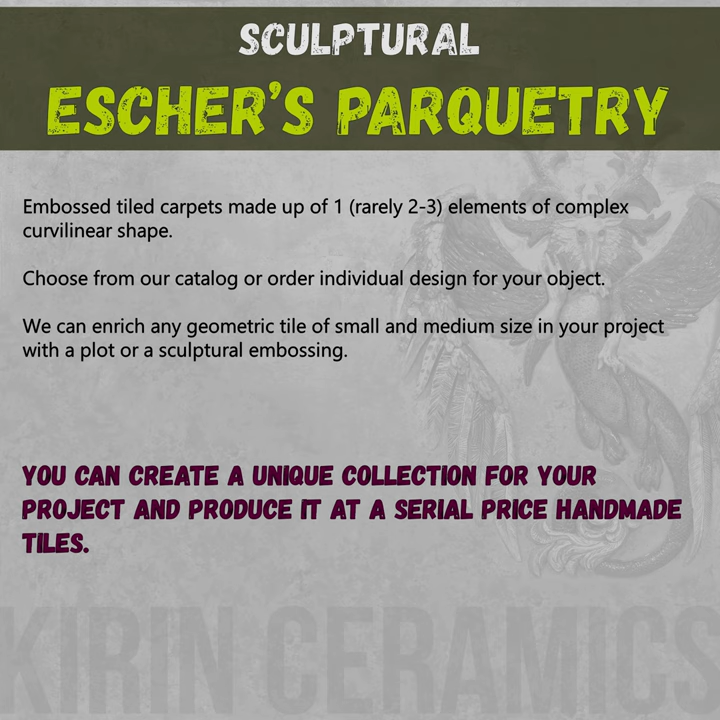 SCULPTURAL
ESCHER’S PARQUETRY
Embossed tiled carpets made up of 1 (rarely 2-3) elements of complex
curvilinear shape.
Choose from our catalog or order individual design for your object.
We can enrich any geometric tile of small and medium size in your project
with a plot or a sculptural embossing.
YOU CAN CREATE A UNIQUE COLLECTION FOR YOUR
PROJECT AND PRODUCE IT AT A SERIAL PRICE HANDMADE
TILES.
KIRIN CERAMICS